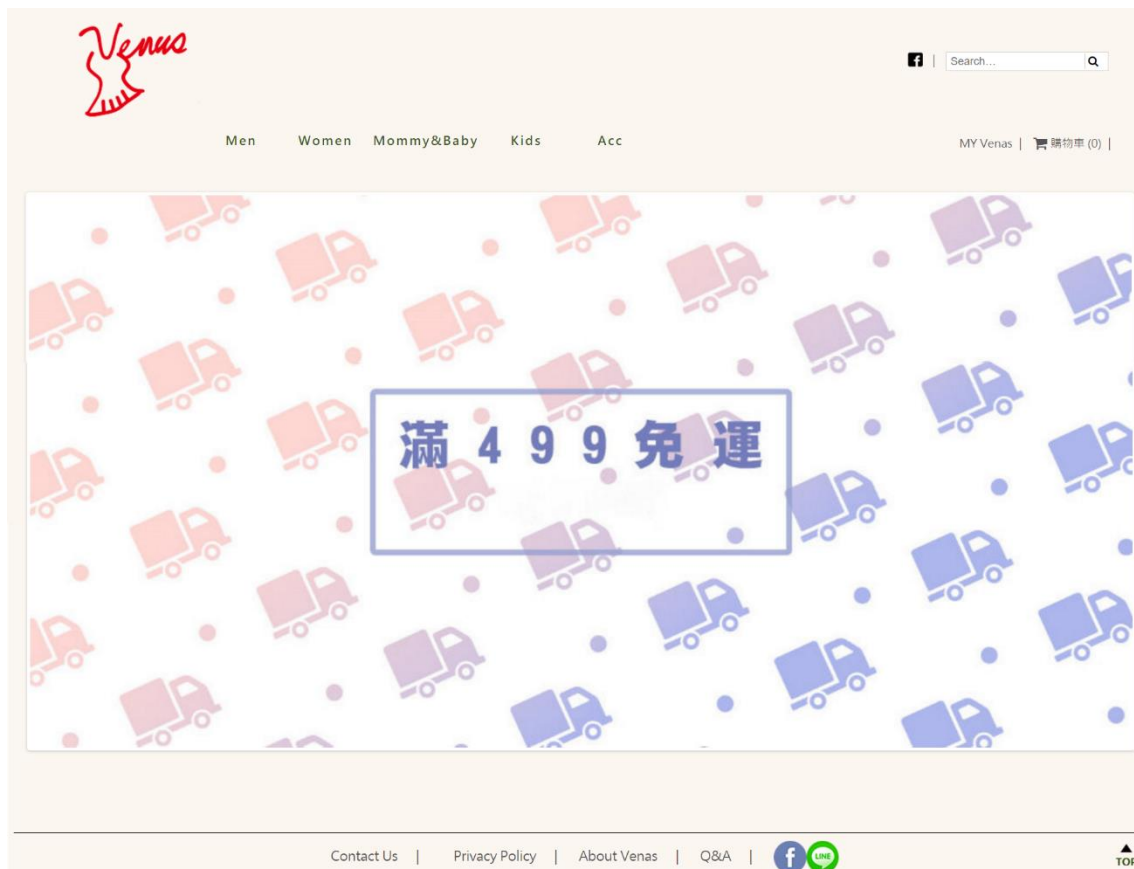 Venus
Search...
Men Women Mommy&Baby Kids Acc
MY Venas | 購物車 (0) |
滿499免運
Contact Us | Privacy Policy | About Venas | Q&A |
LINE
TOP